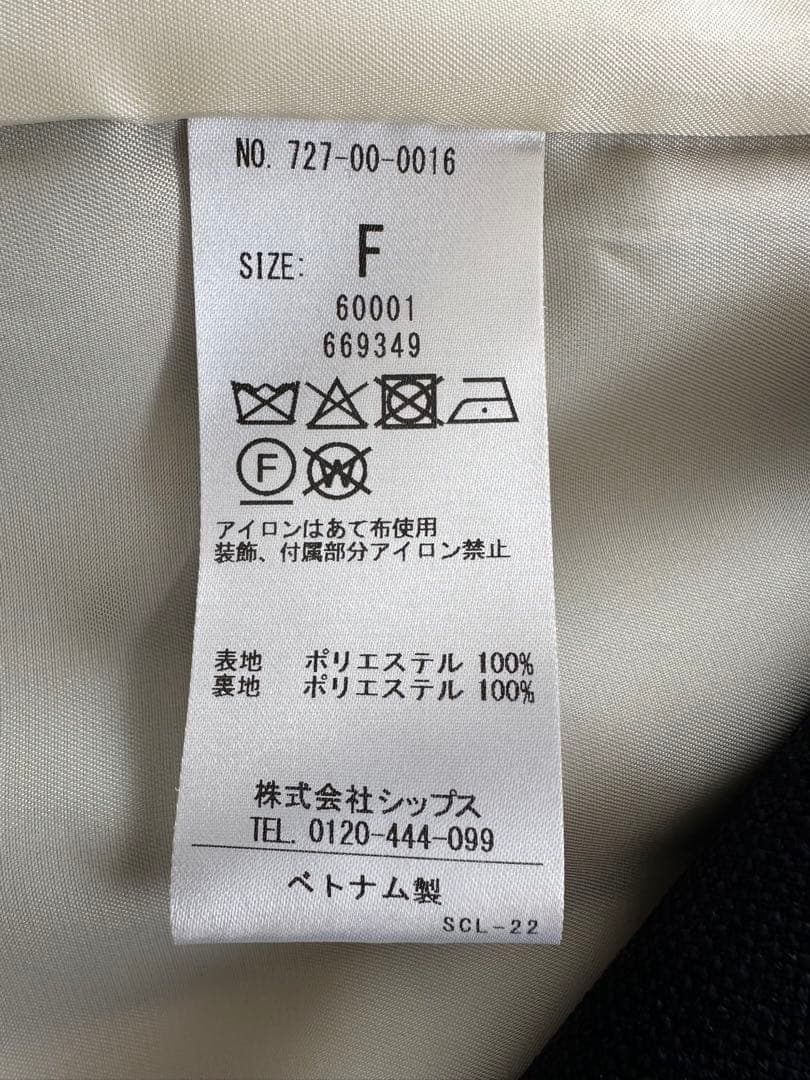 NO. 727-00-0016
SIZE: F
60001
669349
F W
アイロンはあて布使用
装飾、付属部分アイロン禁止
表地 ポリエステル 100%
裏地 ポリエステル 100%
株式会社シップス
TEL. 0120-444-099
ベトナム製
SCL-22